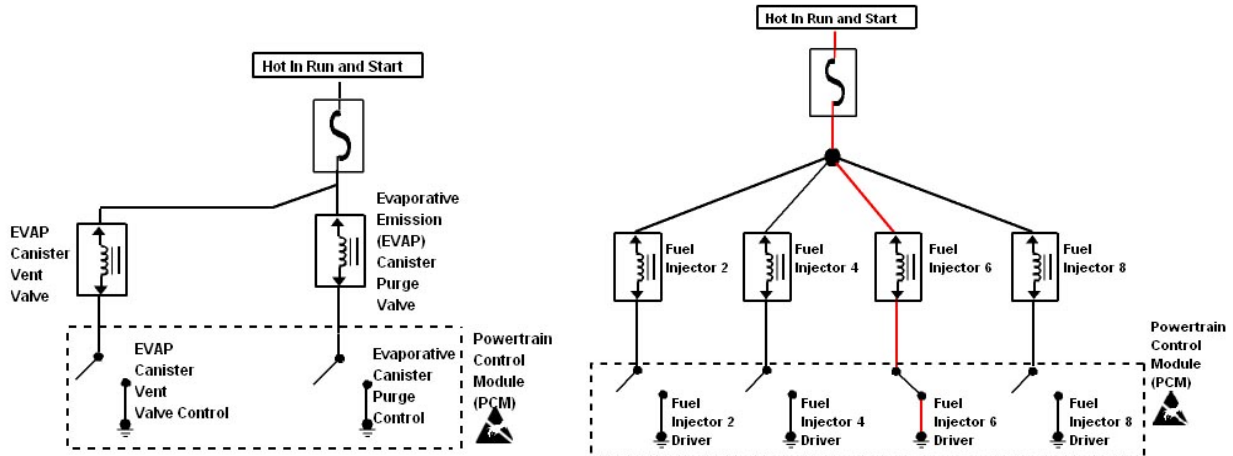 Hot In Run and Start
EVAP
Canister
Vent
Valve
Evaporative
Emission
(EVAP)
Canister
Purge
Valve
EVAP
Canister
Vent
Valve Control
Evaporative
Canister
Purge
Control
Powertrain
Control
Module
(PCM)
Hot In Run and Start
Fuel
Injector 2
Fuel
Injector 4
Fuel
Injector 6
Fuel
Injector 8
Fuel
Injector 2
Driver
Fuel
Injector 4
Driver
Fuel
Injector 6
Driver
Fuel
Injector 8
Driver
Powertrain
Control
Module
(PCM)